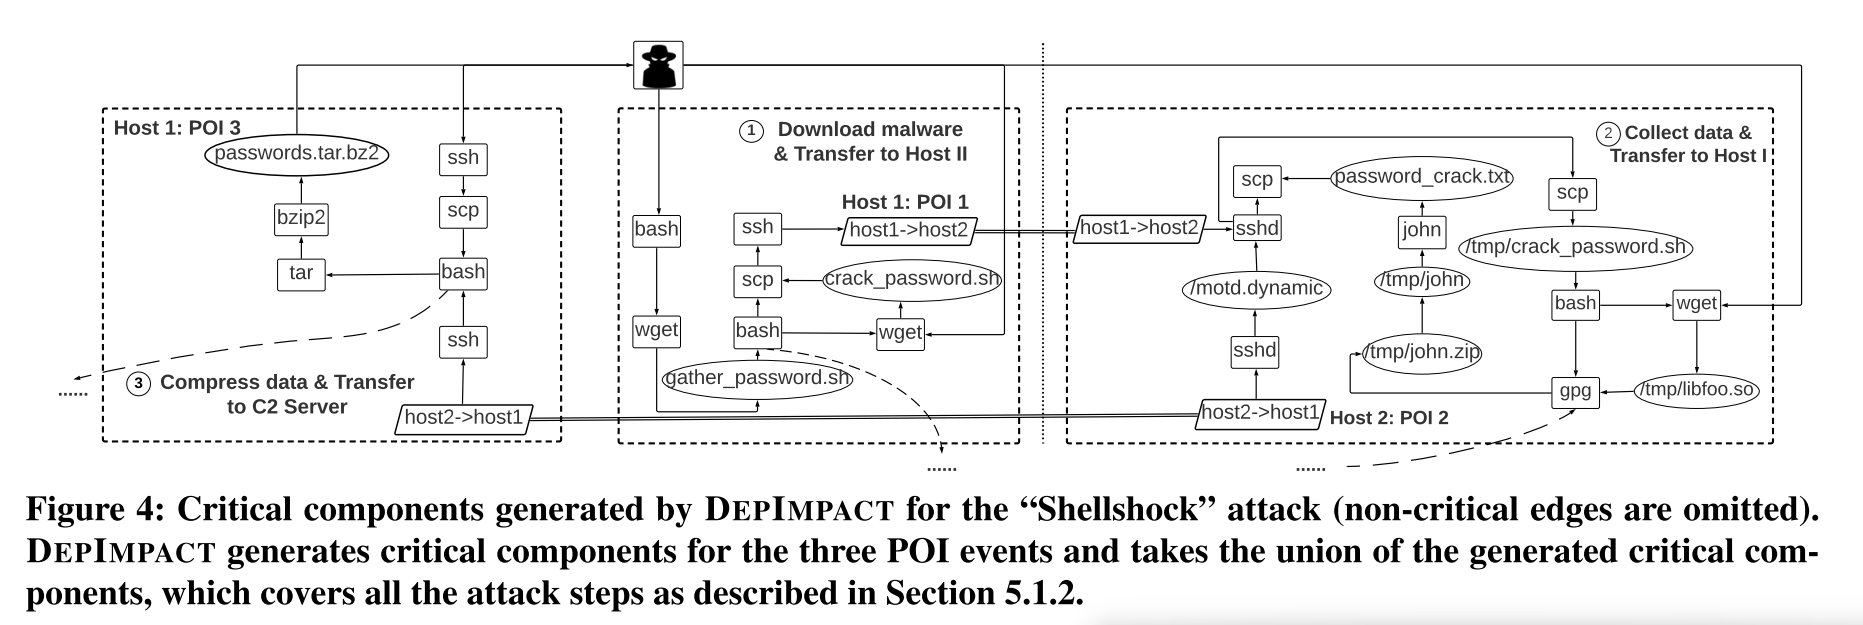 Host 1: POI 3
passwords.tar.bz2
bzip2
tar
ssh
scp
bash
ssh
host2->host1
③ Compress data & Transfer
to C2 Server
......
① Download malware
& Transfer to Host II
Host 1: POI 1
bash
wget
ssh
host1->host2
scp
crack_password.sh
bash
wget
gather_password.sh
......
② Collect data &
Transfer to Host I
host1->host2
scp
sshd
password_crack.txt
john
/motd.dynamic
/tmp/john
sshd
/tmp/john.zip
host2->host1
Host 2: POI 2
scp
/tmp/crack_password.sh
bash
wget
gpg
/tmp/libfoo.so
......
Figure 4: Critical components generated by DEPIMPACT for the “Shellshock” attack (non-critical edges are omitted).
DEPIMPACT generates critical components for the three POI events and takes the union of the generated critical com-
ponents, which covers all the attack steps as described in Section 5.1.2.